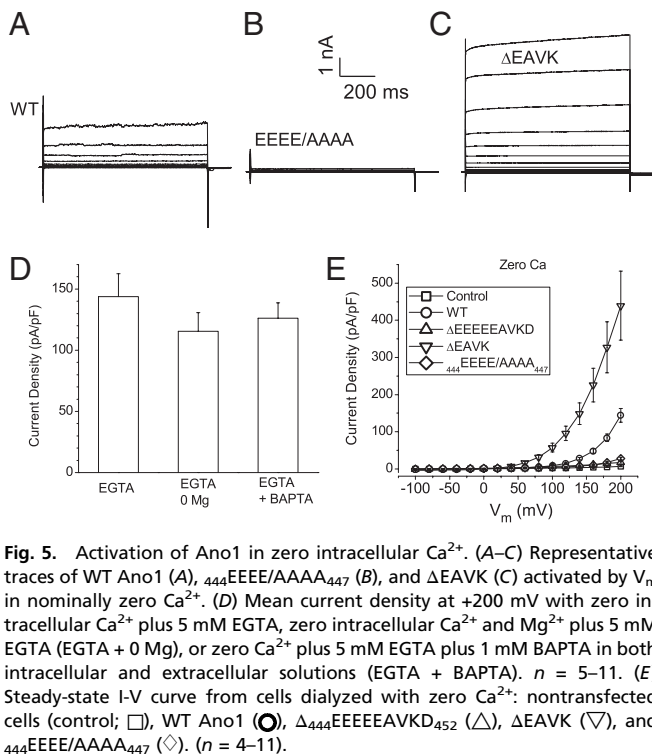 A
B
C
WT
1 nA
200 ms
EEEE/AAAA
ΔEAVK
D
E
Current Density (pA/pF)
150
100
50
0
EGTA
EGTA
0 Mg
EGTA
+ BAPTA
Zero Ca
Current Density (pA/pF)
500
400
300
200
100
0
Control
WT
ΔEEEEEAVKD
ΔEAVK
444EEEE/AAAA447
-100 -50 0 50 100 150 200
Vm (mV)
Fig. 5. Activation of Ano1 in zero intracellular Ca2+. (A–C) Representative
traces of WT Ano1 (A), 444EEEE/AAAA447 (B), and ΔEAVK (C) activated by Vm
in nominally zero Ca2+. (D) Mean current density at +200 mV with zero in-
tracellular Ca2+ plus 5 mM EGTA, zero intracellular Ca2+ and Mg2+ plus 5 mM
EGTA (EGTA + 0 Mg), or zero Ca2+ plus 5 mM EGTA plus 1 mM BAPTA in both
intracellular and extracellular solutions (EGTA + BAPTA). n = 5–11. (E)
Steady-state I-V curve from cells dialyzed with zero Ca2+: nontransfected
cells (control; □), WT Ano1 (○), Δ444EEEEEAVKD452 (△), ΔEAVK (▽), and
444EEEE/AAAA447 (◇). (n = 4–11).